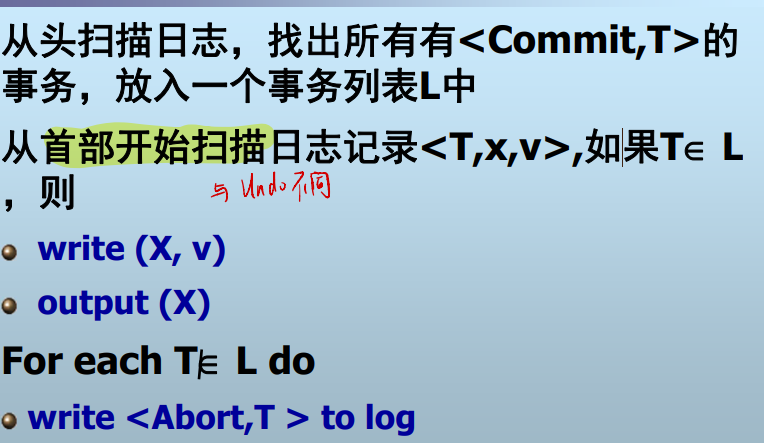 从头扫描日志，找出所有有<Commit,T>的
事务，放入一个事务列表L中
从首部开始扫描日志记录<T,x,v>,如果T∈ L
，则
与Undo不同
write (X, v)
output (X)
For each T∉ L do
write <Abort,T > to log